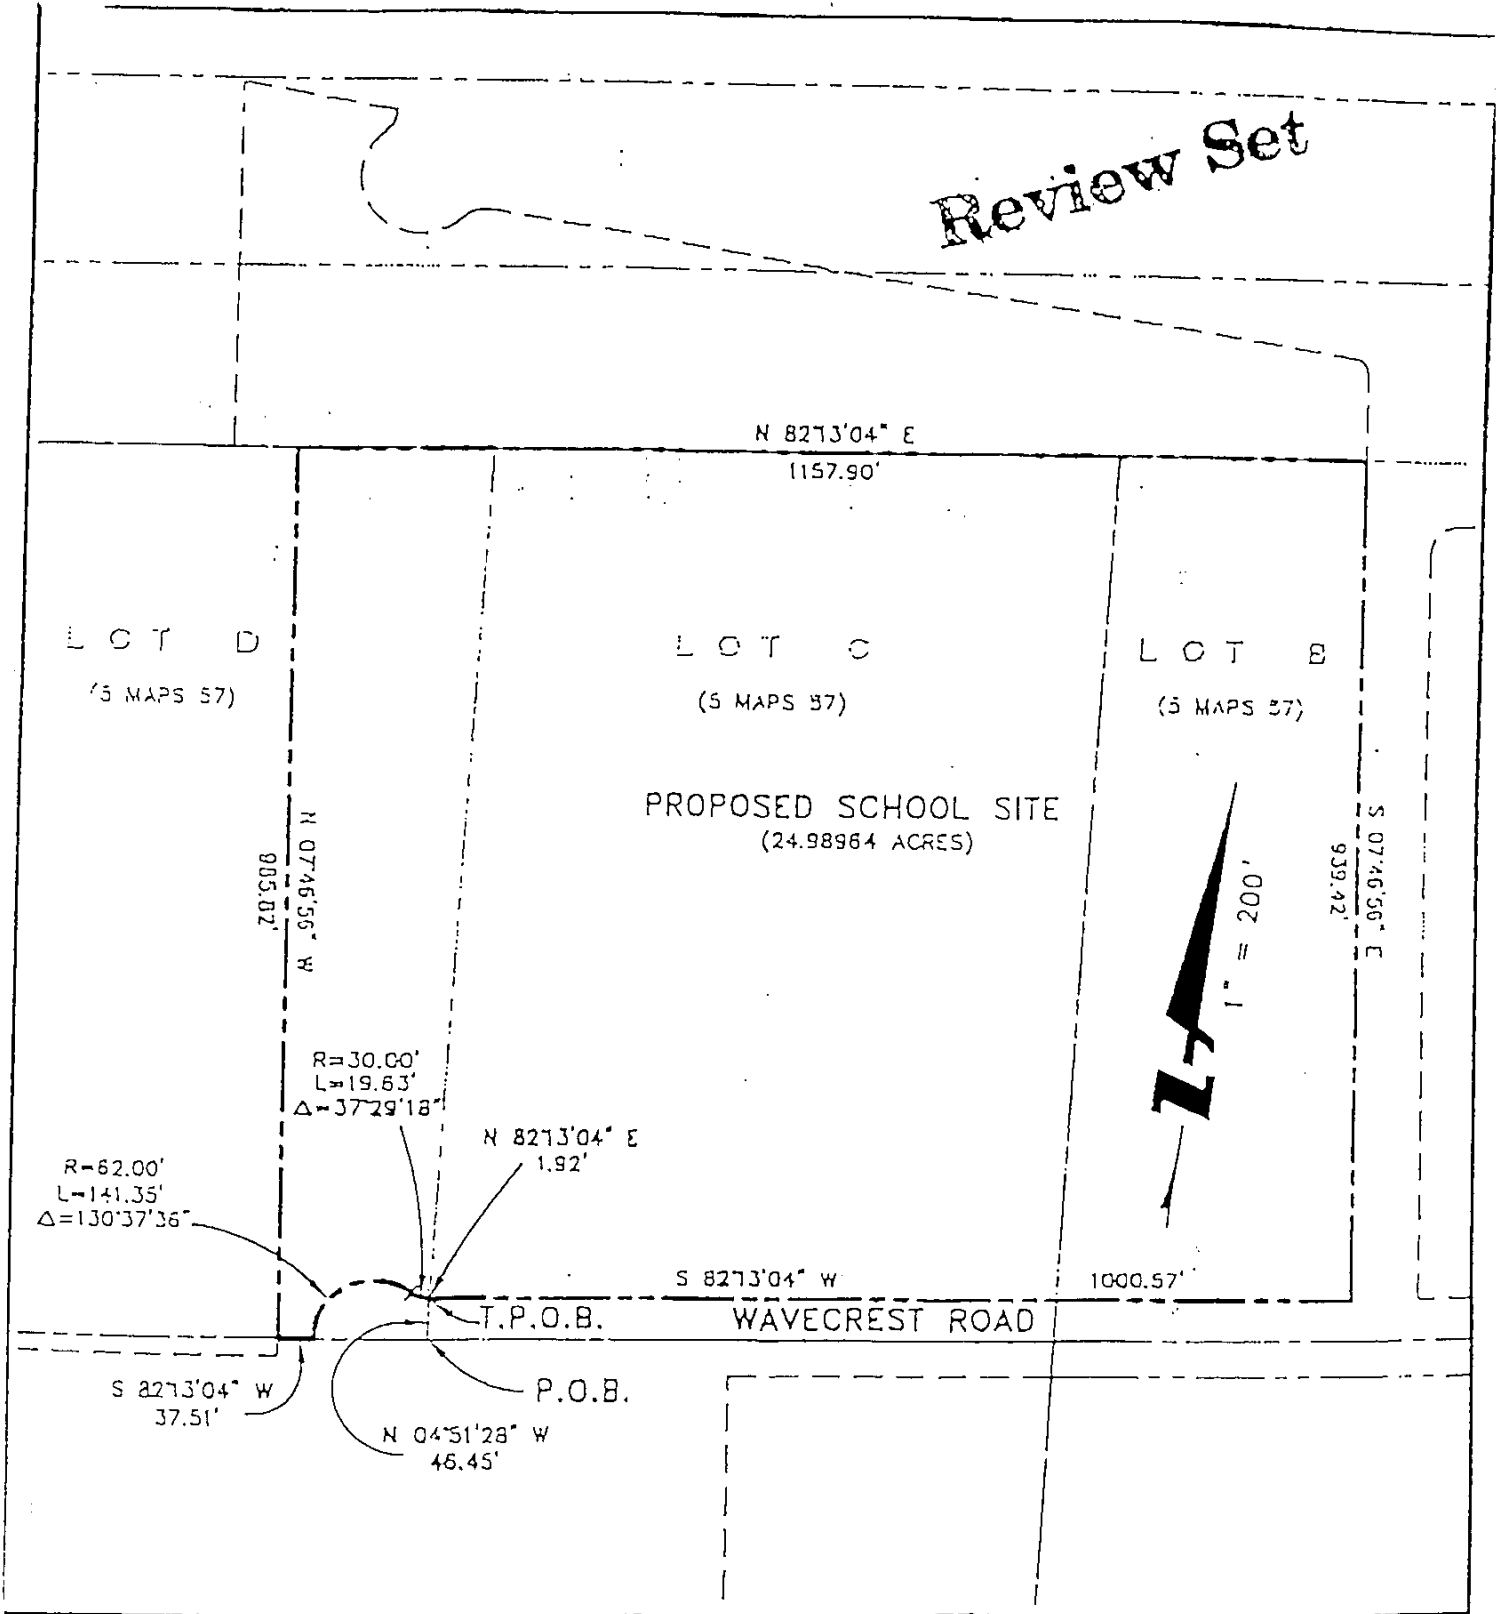 Review Set
N 82°13'04" E
1157.90'
LOT D
(5 MAPS 57)
LOT C
(5 MAPS 57)
LOT B
(5 MAPS 57)
PROPOSED SCHOOL SITE
(24.98964 ACRES)
N 07°46'56" W
985.82'
S 07°46'56" E
939.42'
1" = 200'
R=30.00'
L=19.63'
Δ=37°29'18"
N 82°13'04" E
1.92'
R=62.00'
L=141.35'
Δ=130°37'36"
S 82°13'04" W
1000.57'
T.P.O.B.
WAVECREST ROAD
S 82°13'04" W
37.51'
P.O.B.
N 04°51'28" W
46.45'